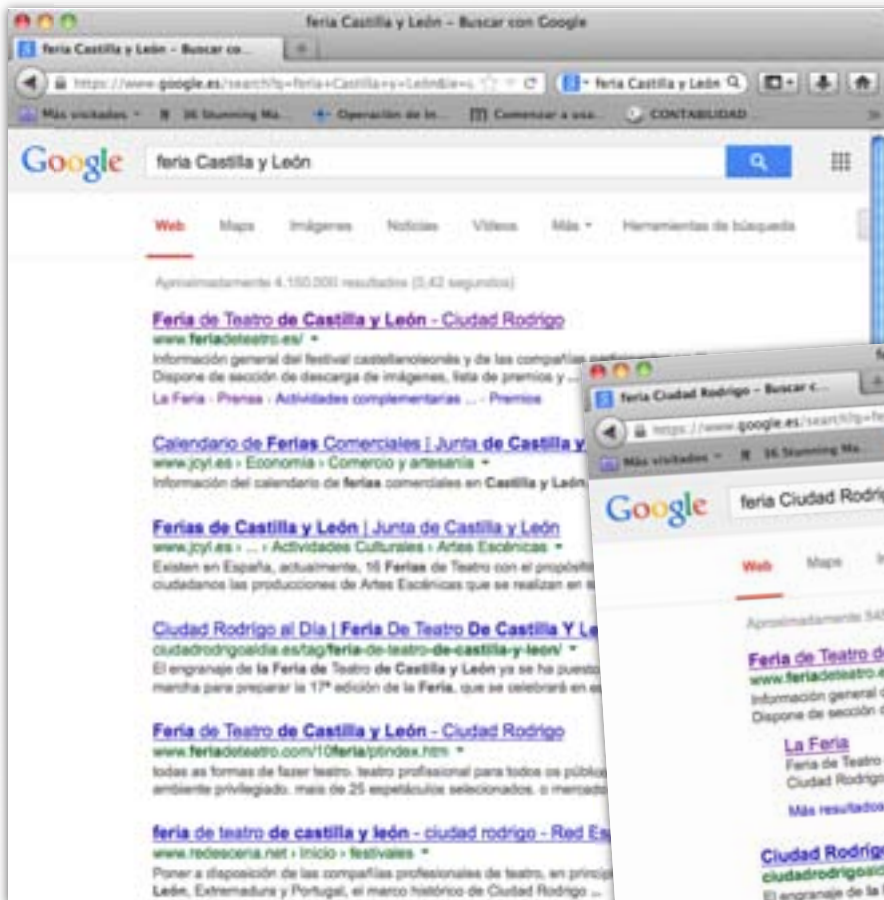 feria Castilla y León - Buscar con Google
feria Castilla y León - Buscar co...
https://www.google.es/search?q=feria+Castilla+y+León&ie=
feria Castilla y León
Más visitados
36 Stunning Ma...
Operación de In...
Comenzar a usa...
CONTABILIDAD
Google
feria Castilla y León
Web Maps Imágenes Noticias Vídeos Más Herramientas de búsqueda
Aproximadamente 4.150.000 resultados (0,42 segundos)
Feria de Teatro de Castilla y León - Ciudad Rodrigo
www.feriadeteatro.es/
Información general del festival castellanoleonés y de las compañías
Dispone de sección de descarga de imágenes, lista de premios y ...
La Feria - Prensa - Actividades complementarias ... - Premios
Calendario de Ferias Comerciales | Junta de Castilla y
www.jcyl.es › Economía › Comercio y artesanía
Información del calendario de ferias comerciales en Castilla y León
Ferias de Castilla y León | Junta de Castilla y León
www.jcyl.es › ... › Actividades Culturales › Artes Escénicas
Existen en España, actualmente, 16 Ferias de Teatro con el propósito
ciudadanos las producciones de Artes Escénicas que se realizan en
Ciudad Rodrigo al Día | Feria De Teatro De Castilla Y Le
ciudadrodrigoaldia.es/tag/feria-de-teatro-de-castilla-y-leon/
El engranaje de la Feria de Teatro de Castilla y León ya se ha puesto
marcha para preparar la 17ª edición de la Feria, que se celebrará en
Feria de Teatro de Castilla y León - Ciudad Rodrigo
www.feriadeteatro.com/10feria/ptindex.htm
todas as formas de fazer teatro. teatro profissional para todos os público
ambiente privilegiado. mais de 25 espetáculos selecionados. o mercado
feria de teatro de castilla y león - ciudad rodrigo - Red Es
www.redescena.net › Inicio › festivales
Poner a disposición de las compañías profesionales de teatro, en princip
León, Extremadura y Portugal, el marco histórico de Ciudad Rodrigo ...
feria Ciudad Rodrigo - Buscar c...
https://www.google.es/search?q=fe
Más visitados
36 Stunning Ma...
Google
feria Ciudad Rodri
Web Maps
Aproximadamente
Feria de Teatro d
www.feriadeteatro.e
Información general
Dispone de sección
La Feria
Feria de Teatro
Ciudad Rodrigo
Más resultados
Ciudad Rodrig
ciudadrodrigoald
El engranaje de la